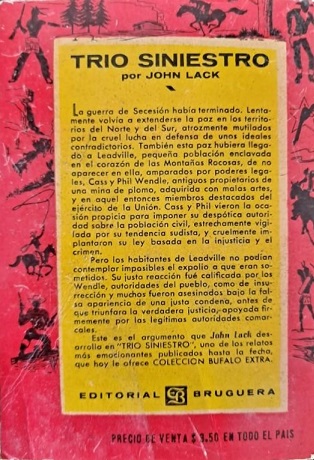 TRIO SINIESTRO
por JOHN LACK
La guerra de Secesión había terminado. Lenta-
mente volvía a extenderse la paz en los territo-
rios del Norte y del Sur, atrozmente mutilados
por la cruel lucha en defensa de unos ideales
contradictorios. También esta paz hubiera llega-
do a Leadville, pequeña población enclavada
en el corazón de las Montañas Rocosas, de no
aparecer en ella, amparados por poderes lega-
les, Cass y Phil Wendle, antiguos propietarios de
una mina de plomo, adquirida con malas artes,
y en aquel entonces miembros destacados del
ejército de la Unión. Cass y Phil vieron la oca-
sión propicia para imponer su despótica autori-
dad sobre la población civil, estrechamente vigi-
lada por su tendencia sudista, y cruelmente im-
plantaron su ley basada en la injusticia y el
crimen.
Pero los habitantes de Leadville no podían
contemplar impasibles el expolio a que eran so-
metidos. Su justa reacción fué calificada por los
Wendle, autoridades del pueblo, como de insu-
rrección y muchos fueron asesinados bajo la fal-
sa apariencia de una justa condena, antes de
que triunfara la verdadera justicia, apoyada fir-
memente por las legítimas autoridades comar-
cales.
Este es el argumento que John Lack des-
arrolla en "TRIO SINIESTRO", uno de los relatos
más emocionantes publicados hasta la fecha,
que hoy le ofrece COLECCION BUFALO EXTRA.
EDITORIAL B BRUGUERA
PRECIO DE VENTA $ 3.50 EN TODO EL PAIS